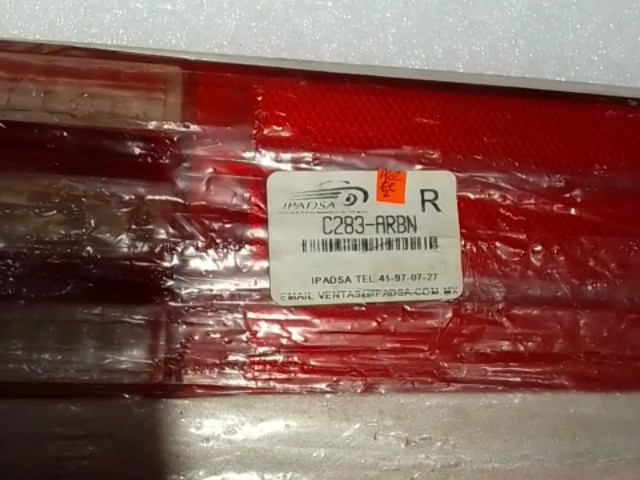 IPADSA
R
C283-ARBN
IPADSA TEL.41-97-07-27
EMAIL VENTAS@IPADSA.COM.MX